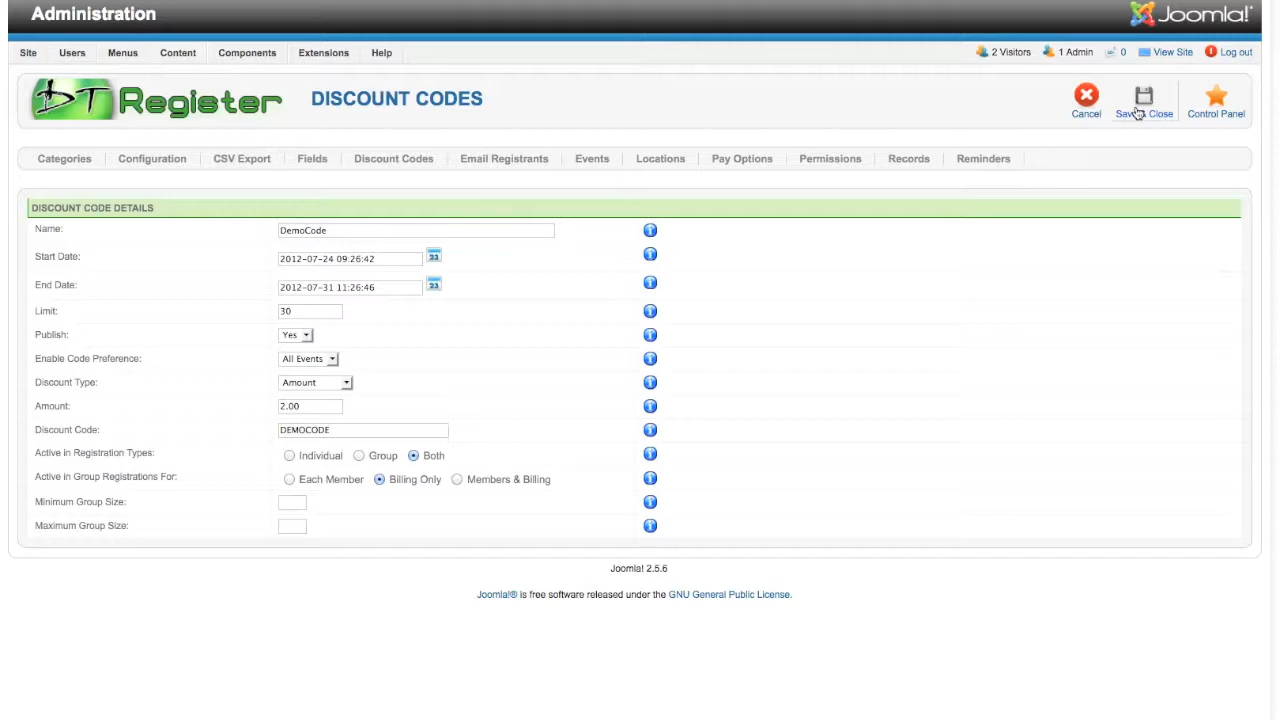 Administration
Joomla!
Site Users Menus Content Components Extensions Help
2 Visitors 1 Admin 0 View Site Log out
DT Register DISCOUNT CODES
Cancel Save & Close Control Panel
Categories Configuration CSV Export Fields Discount Codes Email Registrants Events Locations Pay Options Permissions Records Reminders
DISCOUNT CODE DETAILS
Name: DemoCode
Start Date: 2012-07-24 09:26:42 23
End Date: 2012-07-31 11:26:46 23
Limit: 30
Publish: Yes
Enable Code Preference: All Events
Discount Type: Amount
Amount: 2.00
Discount Code: DEMOCODE
Active in Registration Types: Individual Group Both
Active in Group Registrations For: Each Member Billing Only Members & Billing
Minimum Group Size:
Maximum Group Size:
Joomla! 2.5.6
Joomla!® is free software released under the GNU General Public License.